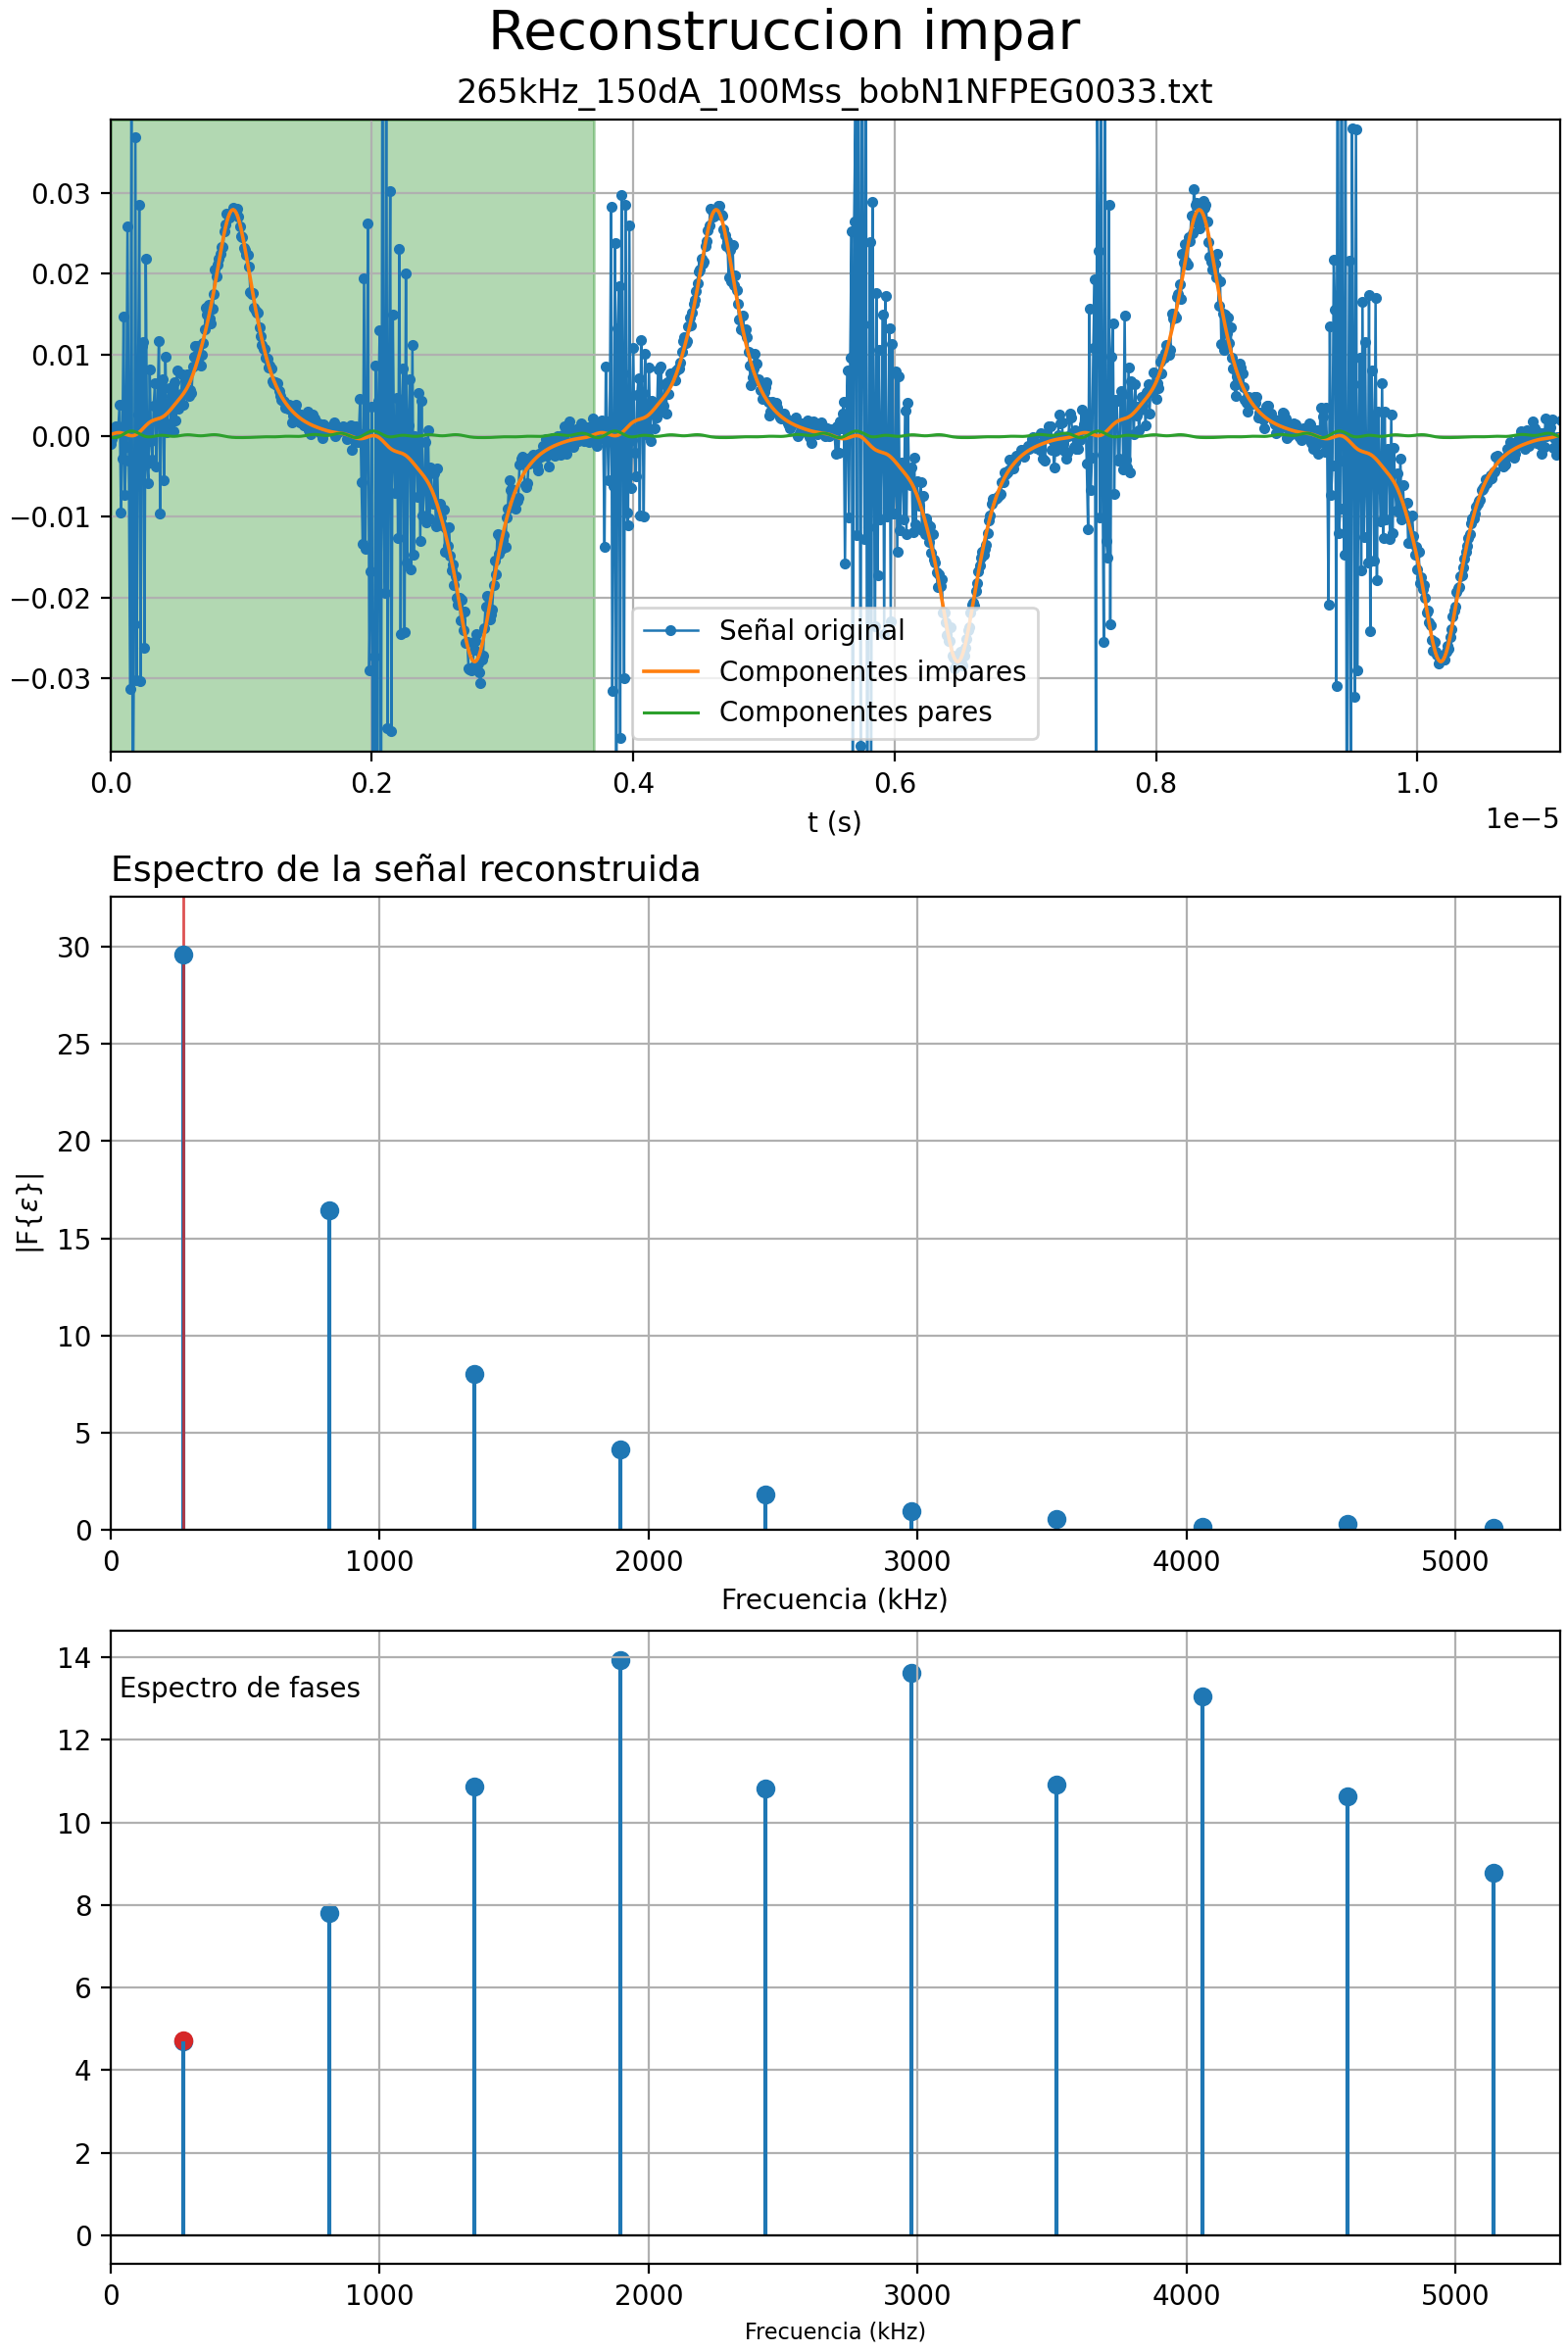 Reconstruccion impar
265kHz_150dA_100Mss_bobN1NFPEG0033.txt
0.03
0.02
0.01
0.00
−0.01
−0.02
−0.03
Señal original
Componentes impares
Componentes pares
0.0 0.2 0.4 0.6 0.8 1.0
t (s)
1e−5
Espectro de la señal reconstruida
30
25
20
15
10
5
0
|F{ε}|
0 1000 2000 3000 4000 5000
Frecuencia (kHz)
14
Espectro de fases
12
10
8
6
4
2
0
0 1000 2000 3000 4000 5000
Frecuencia (kHz)